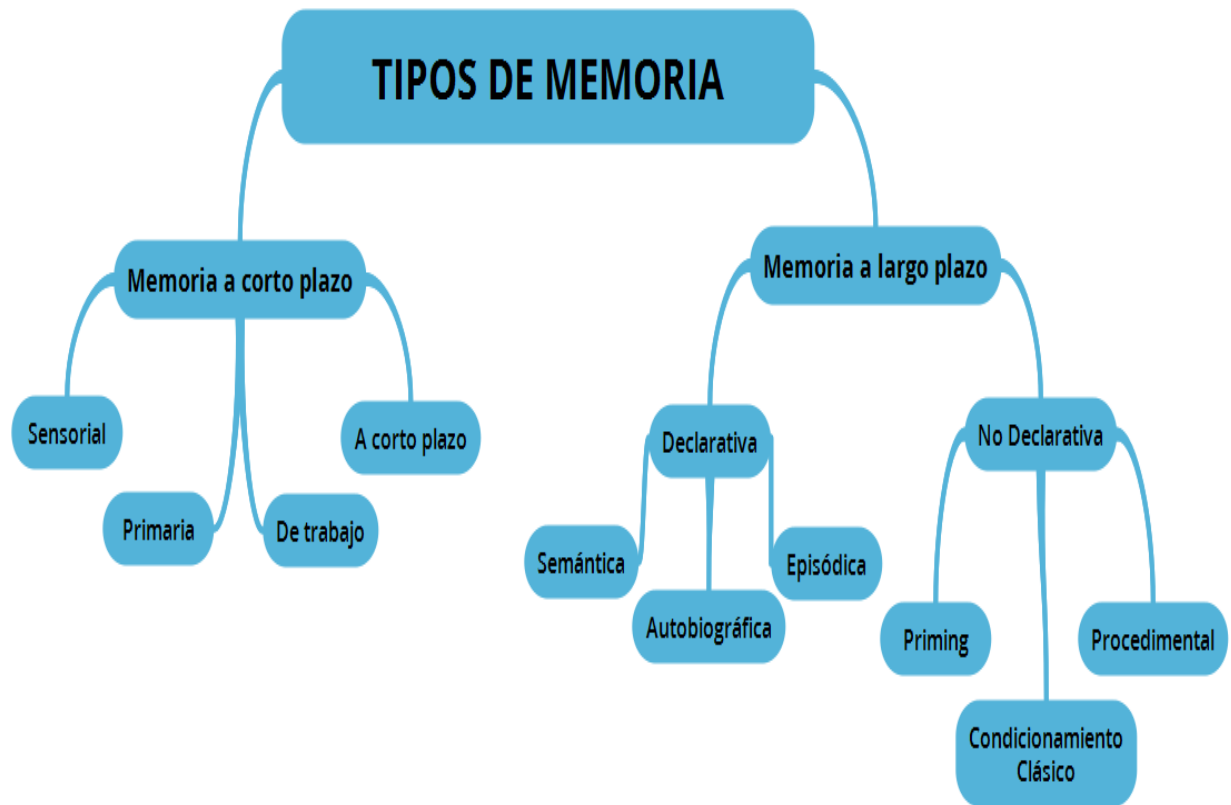 TIPOS DE MEMORIA
Memoria a corto plazo
Memoria a largo plazo
Sensorial
A corto plazo
Primaria
De trabajo
Declarativa
No Declarativa
Semántica
Episódica
Autobiográfica
Priming
Procedimental
Condicionamiento
Clásico